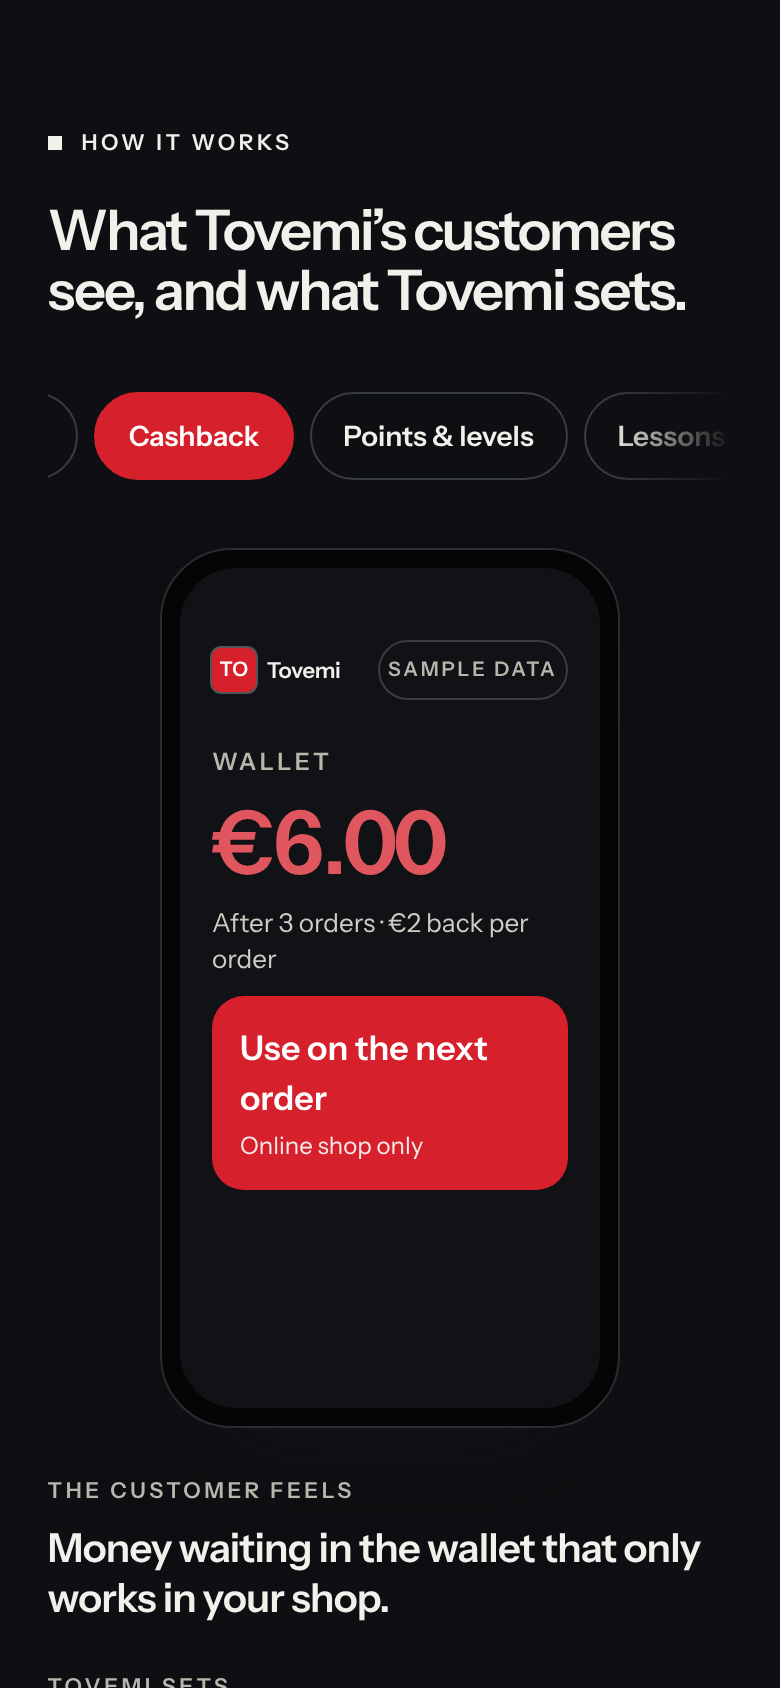 HOW IT WORKS
What Tovemi’s customers
see, and what Tovemi sets.
Cashback
Points & levels
Lessons
TO
Tovemi
SAMPLE DATA
WALLET
€6.00
After 3 orders · €2 back per
order
Use on the next
order
Online shop only
THE CUSTOMER FEELS
Money waiting in the wallet that only
works in your shop.
TOVEMI SETS